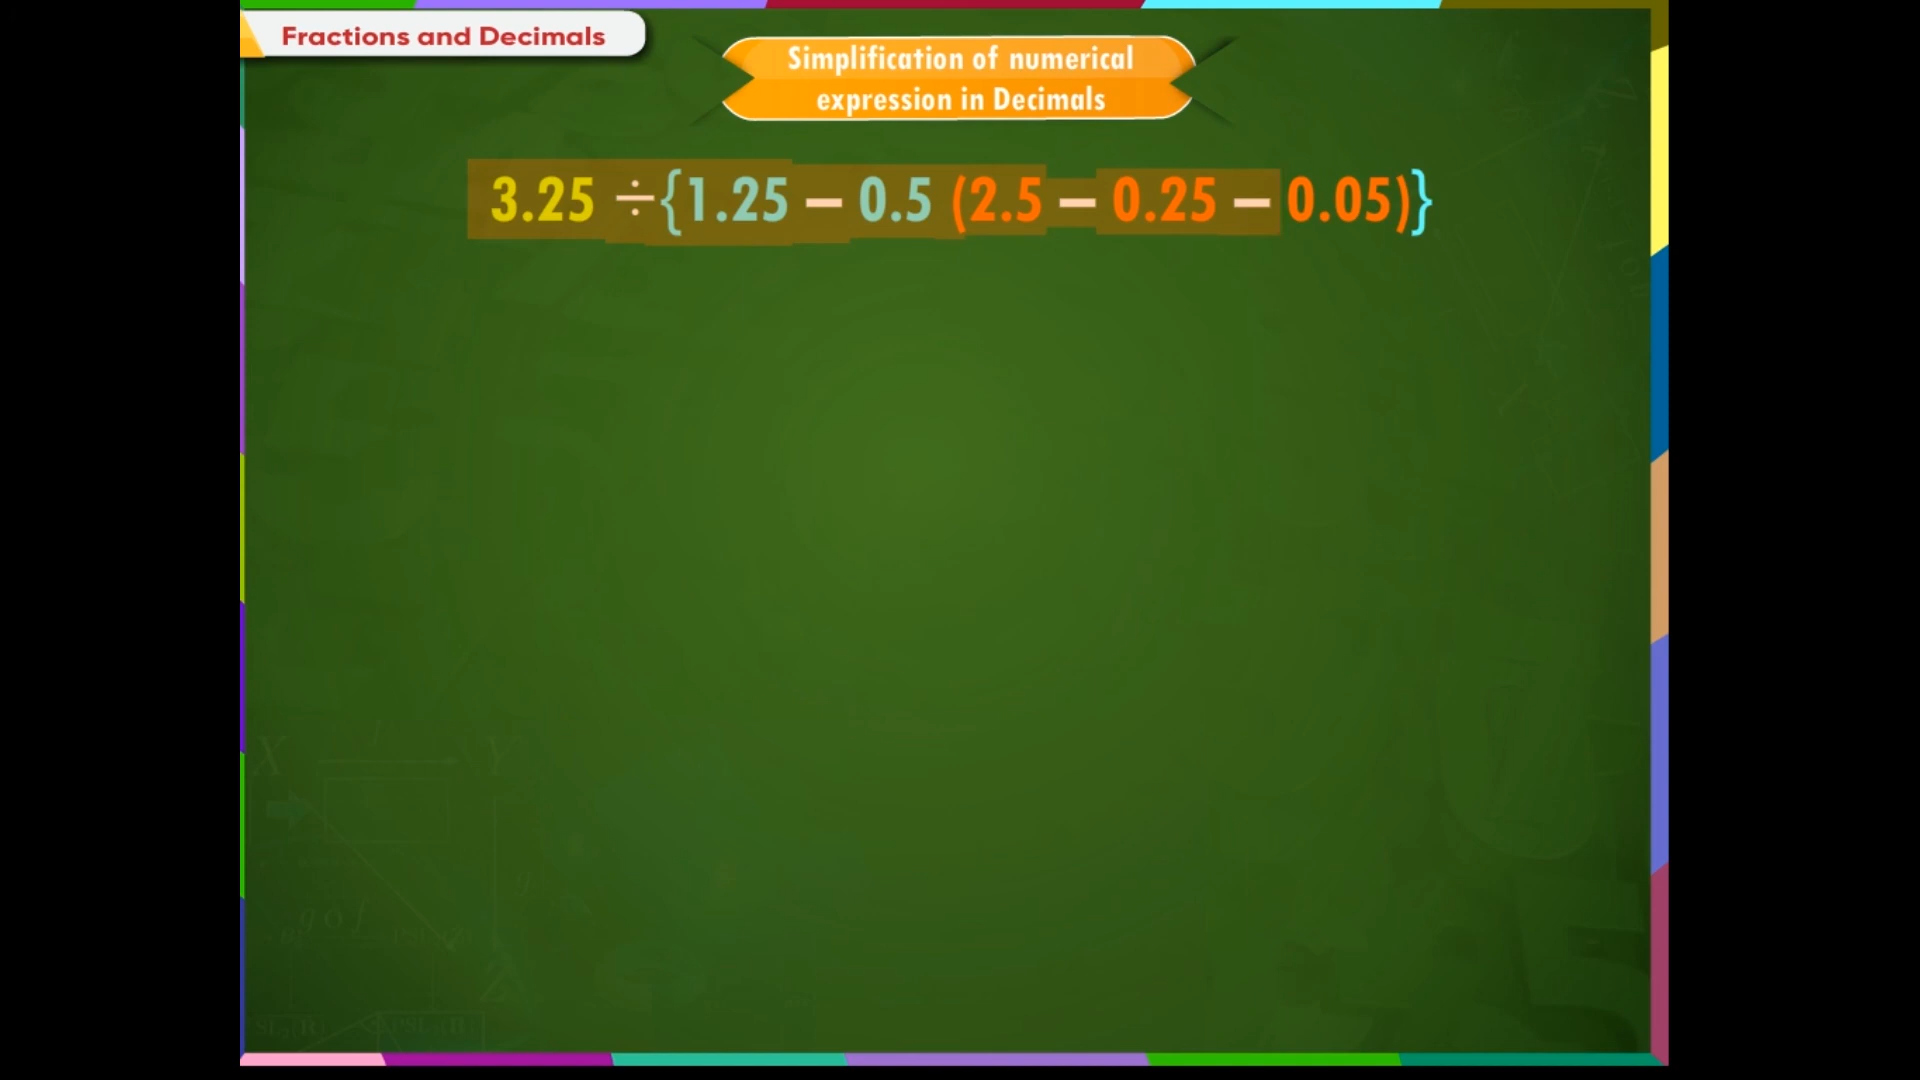 Fractions and Decimals
Simplification of numerical
expression in Decimals
3.25 ÷{1.25 – 0.5 (2.5 – 0.25 – 0.05)}